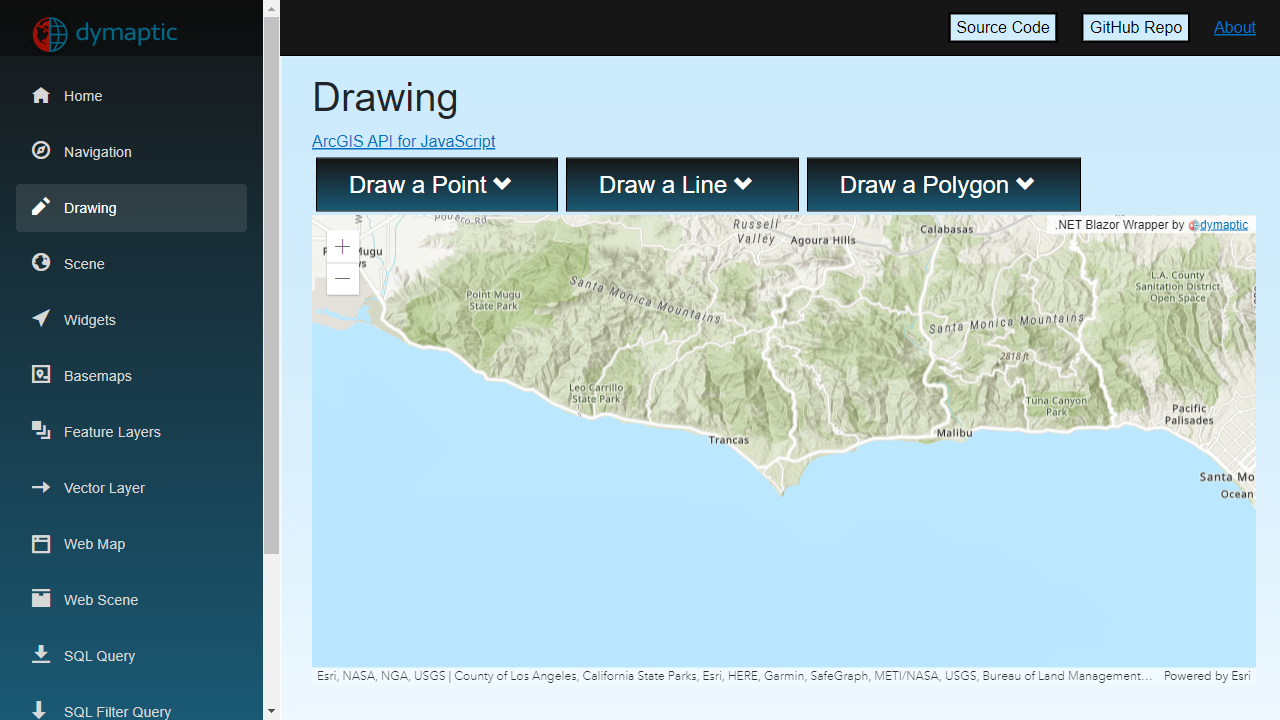 dymaptic
Source Code
GitHub Repo
About
Home
Navigation
Drawing
Scene
Widgets
Basemaps
Feature Layers
Vector Layer
Web Map
Web Scene
SQL Query
SQL Filter Query
Drawing
ArcGIS API for JavaScript
Draw a Point
Draw a Line
Draw a Polygon
.NET Blazor Wrapper by dymaptic
Russell
Valley
Agoura Hills
Calabasas
Point Mugu
State Park
Santa Monica Mountains
Santa Monica Mountains
L.A. County
Sanitation District
Open Space
2818 ft
Leo Carrillo
State Park
Tuna Canyon
Park
Pacific
Palisades
Trancas
Malibu
Santa Mo
Ocean
Esri, NASA, NGA, USGS | County of Los Angeles, California State Parks, Esri, HERE, Garmin, SafeGraph, METI/NASA, USGS, Bureau of Land Management...
Powered by Esri